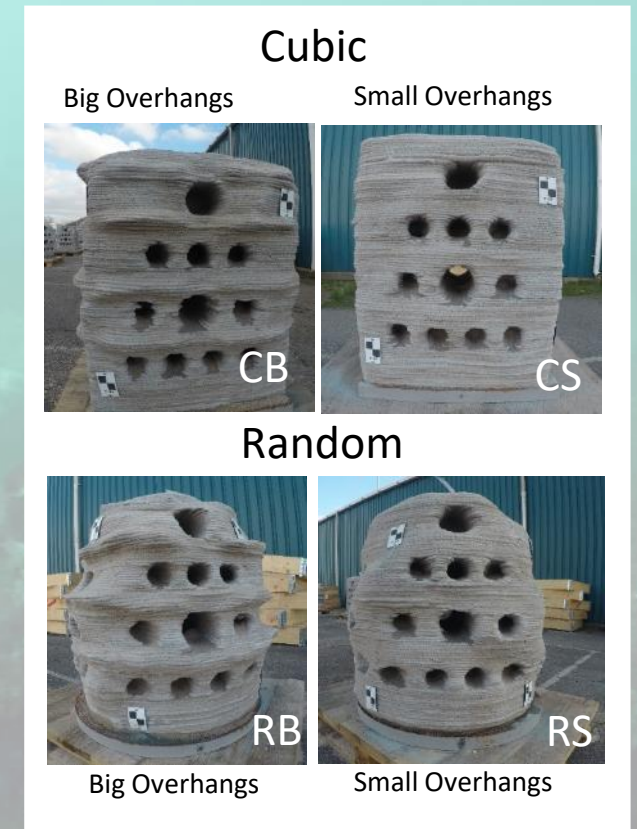 Cubic
Big Overhangs
Small Overhangs
CB
CS
Random
RB
RS
Big Overhangs
Small Overhangs